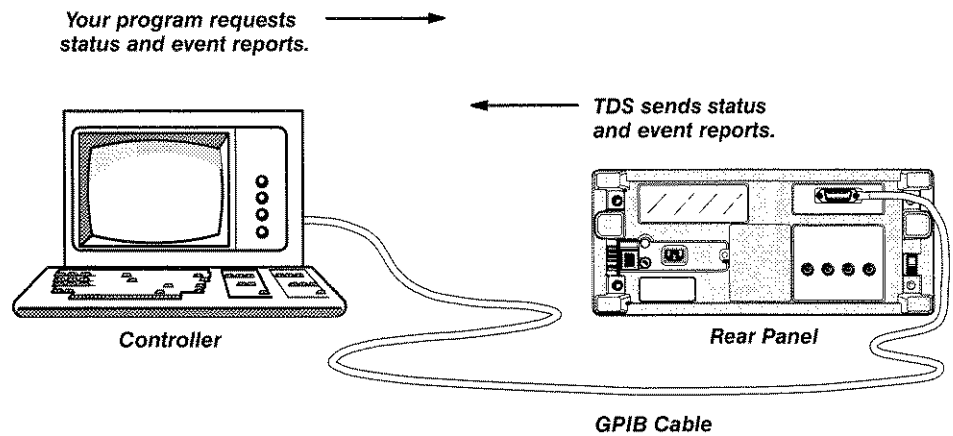 Your program requests
status and event reports.
TDS sends status
and event reports.
Controller
Rear Panel
GPIB Cable